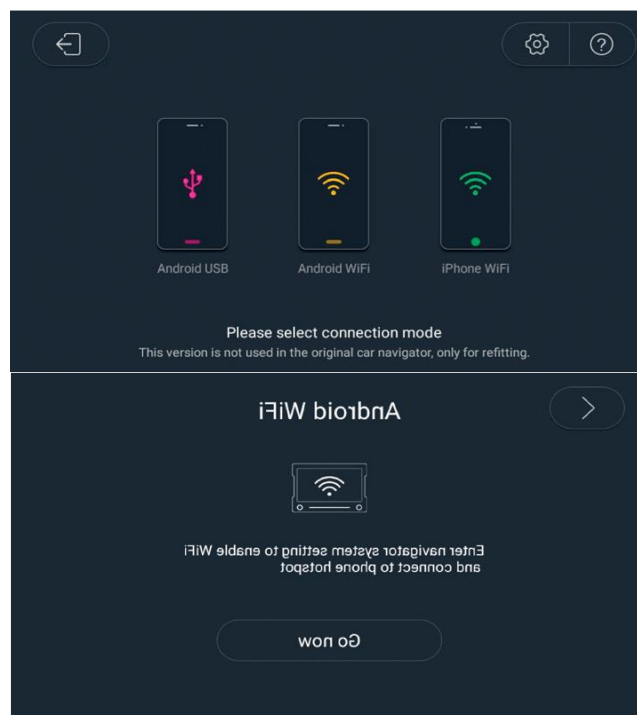 Android USB
Android WiFi
iPhone WiFi
Please select connection mode
This version is not used in the original car navigator, only for refitting.
Android WiFi
Enter navigator system setting to enable WiFi
and connect to phone hotspot
Go now